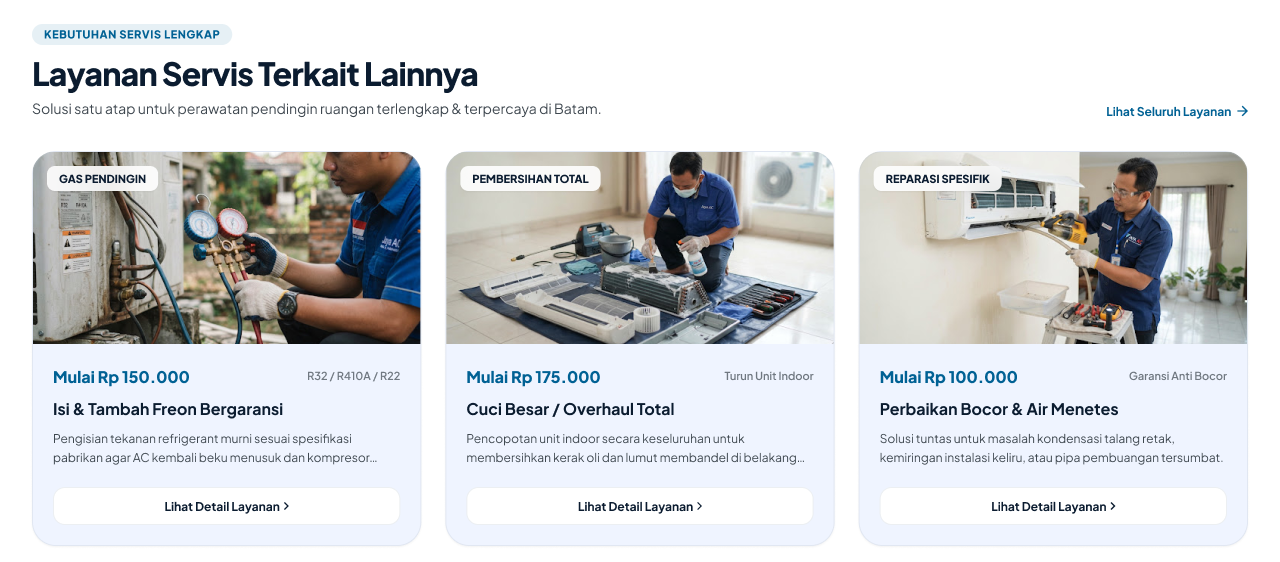 KEBUTUHAN SERVIS LENGKAP
Layanan Servis Terkait Lainnya
Solusi satu atap untuk perawatan pendingin ruangan terlengkap & terpercaya di Batam.
Lihat Seluruh Layanan →
GAS PENDINGIN
Jaya AC
Mulai Rp 150.000
R32 / R410A / R22
Isi & Tambah Freon Bergaransi
Pengisian tekanan refrigerant murni sesuai spesifikasi
pabrikan agar AC kembali beku menusuk dan kompresor...
Lihat Detail Layanan >
PEMBERSIHAN TOTAL
Mulai Rp 175.000
Turun Unit Indoor
Cuci Besar / Overhaul Total
Pencopotan unit indoor secara keseluruhan untuk
membersihkan kerak oli dan lumut membandel di belakang...
Lihat Detail Layanan >
REPARASI SPESIFIK
Mulai Rp 100.000
Garansi Anti Bocor
Perbaikan Bocor & Air Menetes
Solusi tuntas untuk masalah kondensasi talang retak,
kemiringan instalasi keliru, atau pipa pembuangan tersumbat.
Lihat Detail Layanan >